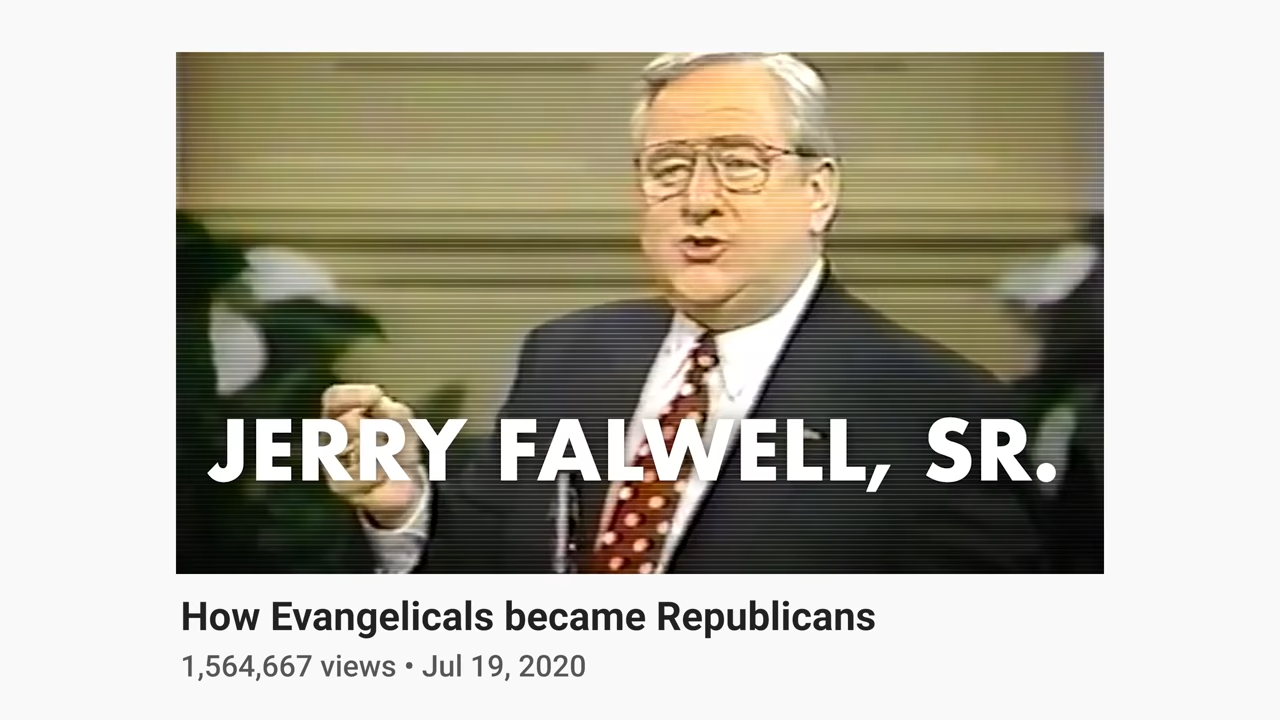 JERRY FALWELL, SR.
How Evangelicals became Republicans
1,564,667 views • Jul 19, 2020